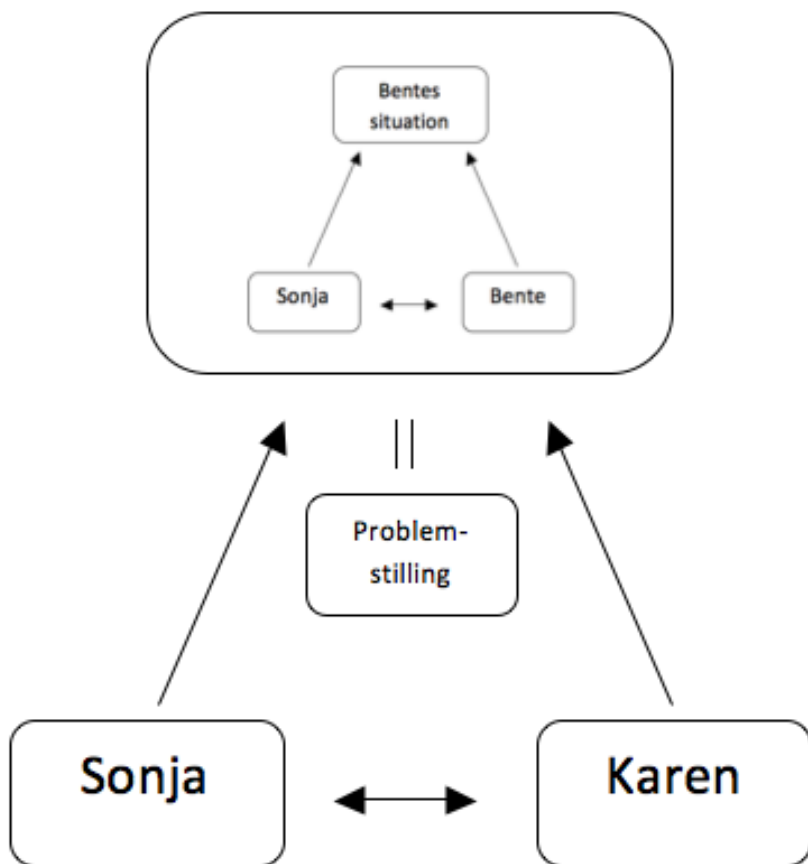 Bentes
situation
Sonja
Bente
Problem-
stilling
Sonja
Karen